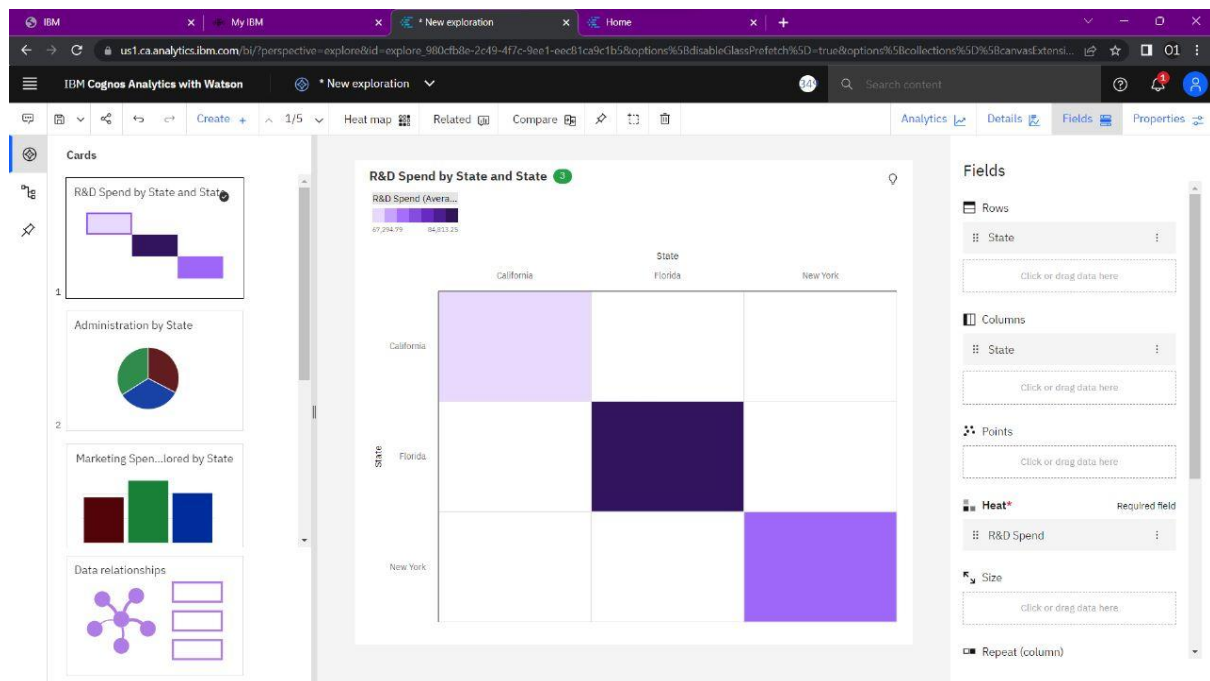 IBM
My IBM
* New exploration
Home
us1.ca.analytics.ibm.com/bi/?perspective=explore&id=explore_980cfb8e-2c49-4f7c-9ee1-eec81ca9c1b5&options%5BdisableGlassPrefetch%5D=true&options%5Bcollections%5D%5BcanvasExtensi...
01
IBM Cognos Analytics with Watson
* New exploration
Search content
1
Create +
1/5
Heat map
Related
Compare
Analytics
Details
Fields
Properties
Cards
R&D Spend by State and State
1
Administration by State
2
Marketing Spen...lored by State
Data relationships
R&D Spend by State and State 3
R&D Spend (Avera...
67,294.79 84,813.25
State
California Florida New York
California
State
Florida
New York
Fields
Rows
State
Click or drag data here
Columns
State
Click or drag data here
Points
Click or drag data here
Heat* Required field
R&D Spend
Size
Click or drag data here
Repeat (column)